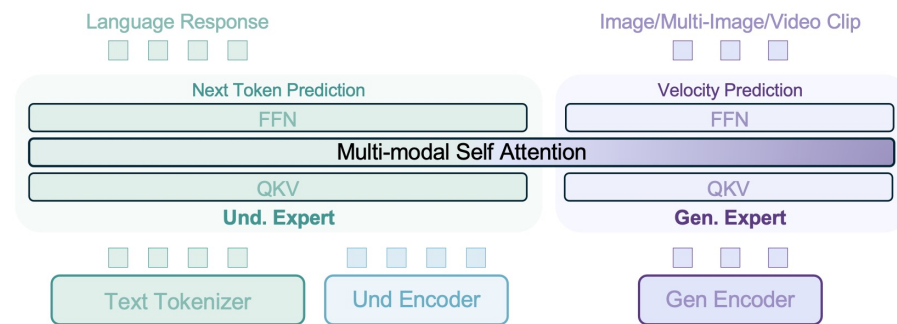 Language Response
Image/Multi-Image/Video Clip
Next Token Prediction
Velocity Prediction
FFN
FFN
Multi-modal Self Attention
QKV
QKV
Und. Expert
Gen. Expert
Text Tokenizer
Und Encoder
Gen Encoder